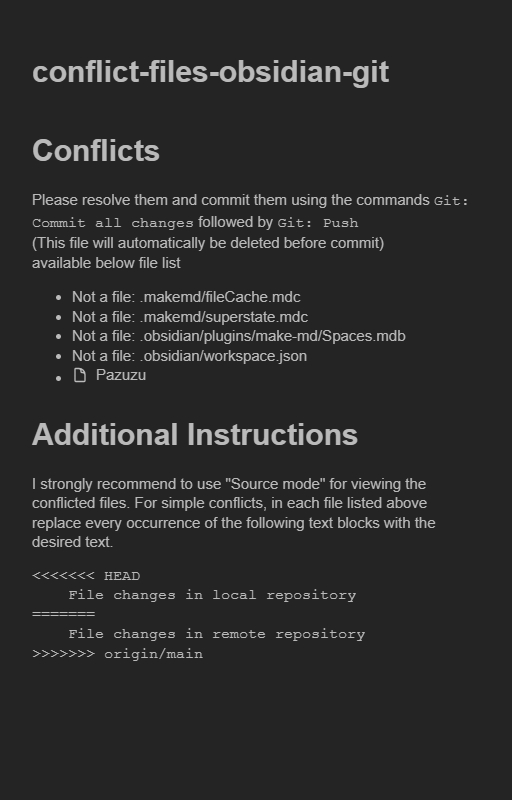 conflict-files-obsidian-git
Conflicts
Please resolve them and commit them using the commands Git:
Commit all changes followed by Git: Push
(This file will automatically be deleted before commit)
available below file list
Not a file: .makemd/fileCache.mdc
Not a file: .makemd/superstate.mdc
Not a file: .obsidian/plugins/make-md/Spaces.mdb
Not a file: .obsidian/workspace.json
Pazuzu
Additional Instructions
I strongly recommend to use "Source mode" for viewing the
conflicted files. For simple conflicts, in each file listed above
replace every occurrence of the following text blocks with the
desired text.
<<<<<<< HEAD
    File changes in local repository
=======
    File changes in remote repository
>>>>>>> origin/main